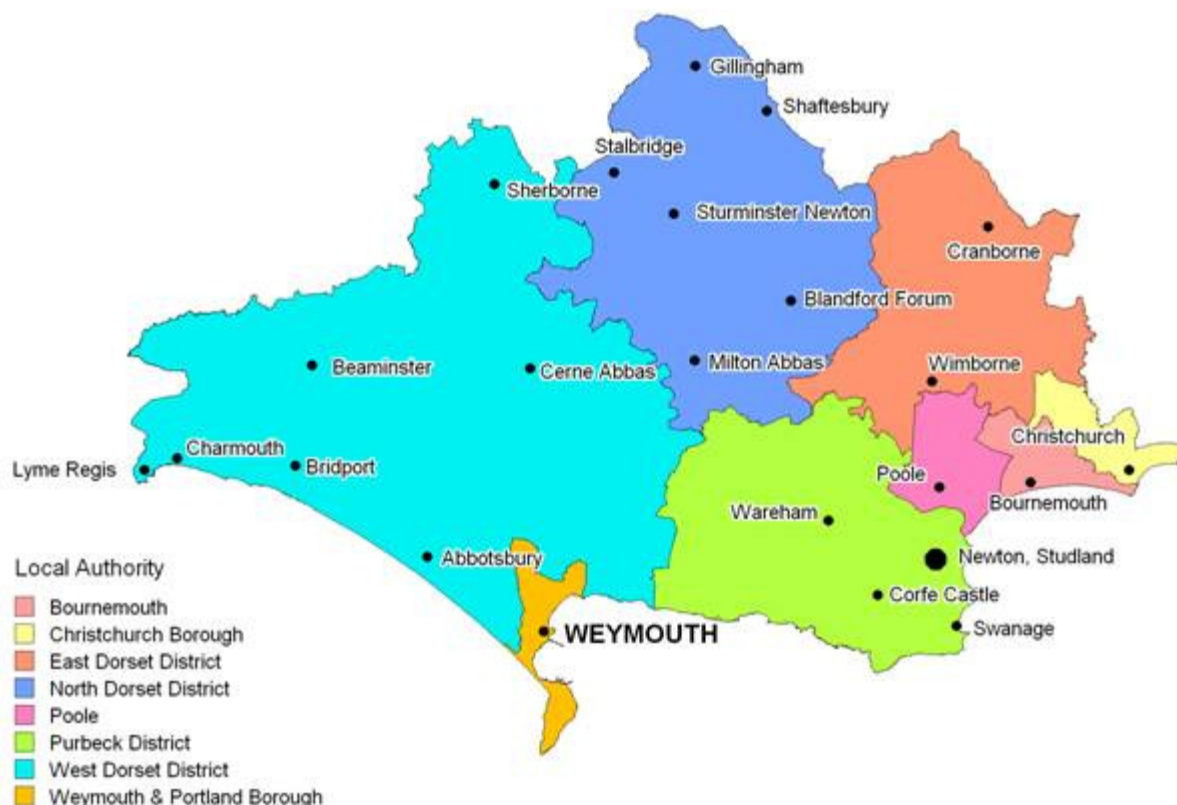 Gillingham
Shaftesbury
Stalbridge
Sherborne
Sturminster Newton
Cranborne
Blandford Forum
Milton Abbas
Wimborne
Beaminster
Cerne Abbas
Christchurch
Charmouth
Lyme Regis
Bridport
Poole
Bournemouth
Wareham
Abbotsbury
Newton, Studland
Corfe Castle
Swanage
WEYMOUTH
Local Authority
Bournemouth
Christchurch Borough
East Dorset District
North Dorset District
Poole
Purbeck District
West Dorset District
Weymouth & Portland Borough